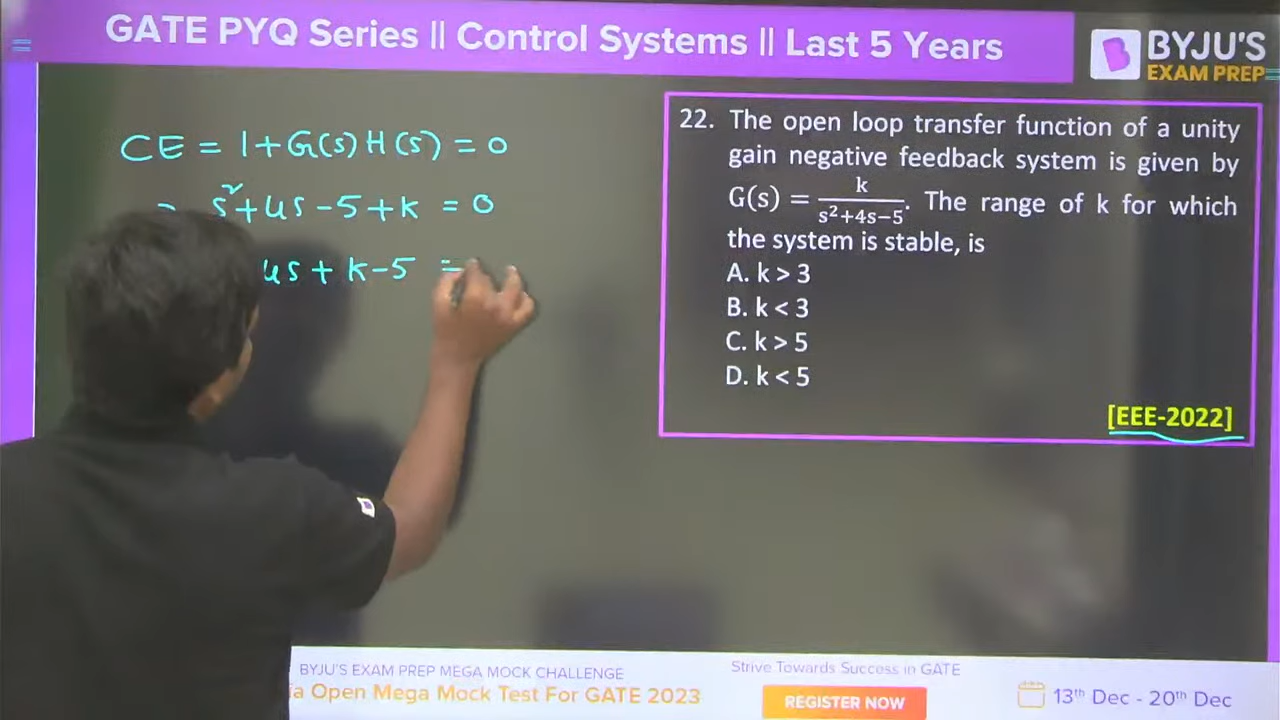 GATE PYQ Series || Control Systems || Last 5 Years
BYJU'S
EXAM PREP
CE = 1+G(s) H(s) = 0
s²+4s-5+k = 0
4s + k-5 =
22. The open loop transfer function of a unity
gain negative feedback system is given by
G(s) = k/(s²+4s−5). The range of k for which
the system is stable, is
A. k > 3
B. k < 3
C. k > 5
D. k < 5
[EEE-2022]
BYJU'S EXAM PREP MEGA MOCK CHALLENGE
Open Mega Mock Test For GATE 2023
Strive Towards Success in GATE
REGISTER NOW
13th Dec - 20th Dec